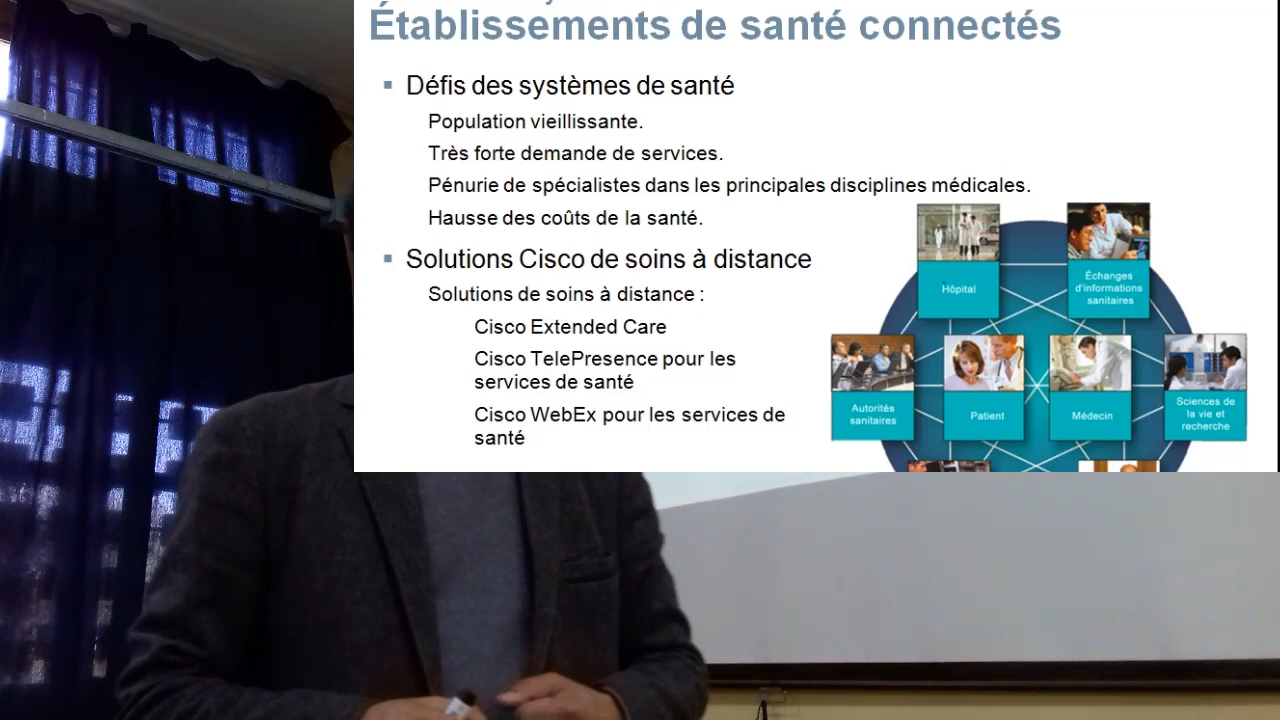 Établissements de santé connectés
▪ Défis des systèmes de santé
Population vieillissante.
Très forte demande de services.
Pénurie de spécialistes dans les principales disciplines médicales.
Hausse des coûts de la santé.
▪ Solutions Cisco de soins à distance
Solutions de soins à distance :
Cisco Extended Care
Cisco TelePresence pour les
services de santé
Cisco WebEx pour les services de
santé
Hôpital
Échanges
d'informations
sanitaires
Autorités
sanitaires
Patient
Médecin
Sciences de
la vie et
recherche